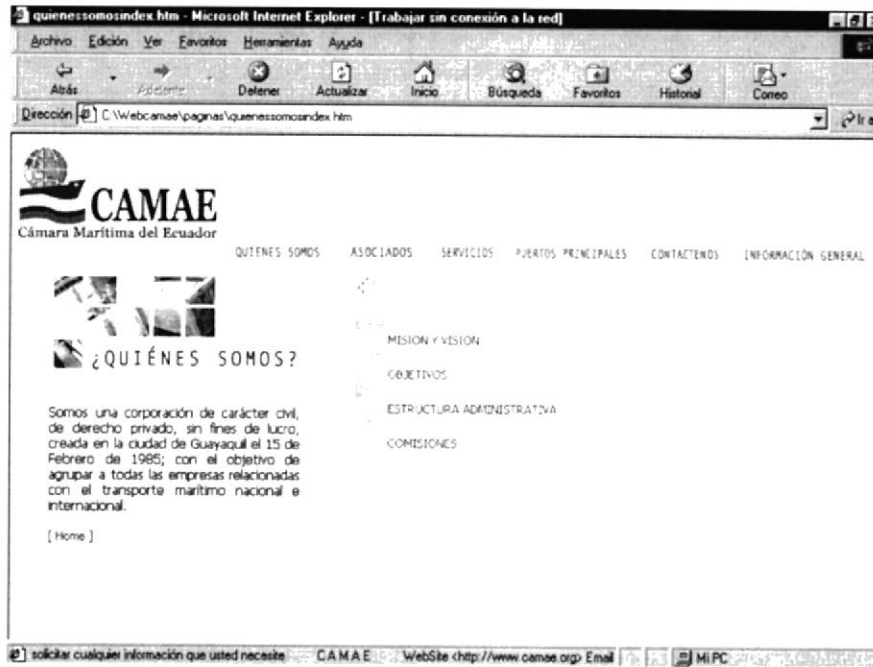 quienessomosindex.htm - Microsoft Internet Explorer - [Trabajar sin conexión a la red]
Archivo Edición Ver Favoritos Herramientas Ayuda
Atrás Adelante Detener Actualizar Inicio Búsqueda Favoritos Historial Correo
Dirección C:\Webcamae\paginas\quienessomosindex.htm Ir a
CAMAE
Cámara Marítima del Ecuador
QUIENES SOMOS ASOCIADOS SERVICIOS PUERTOS PRINCIPALES CONTACTENOS INFORMACIÓN GENERAL
¿QUIÉNES SOMOS?
MISION Y VISION
OBJETIVOS
ESTRUCTURA ADMINISTRATIVA
COMISIONES
Somos una corporación de carácter civil,
de derecho privado, sin fines de lucro,
creada en la ciudad de Guayaquil el 15 de
Febrero de 1985; con el objetivo de
agrupar a todas las empresas relacionadas
con el transporte marítimo nacional e
internacional.
[ Home ]
solicitar cualquier información que usted necesite C A M A E WebSite <http://www.camae.org> Email Mi PC